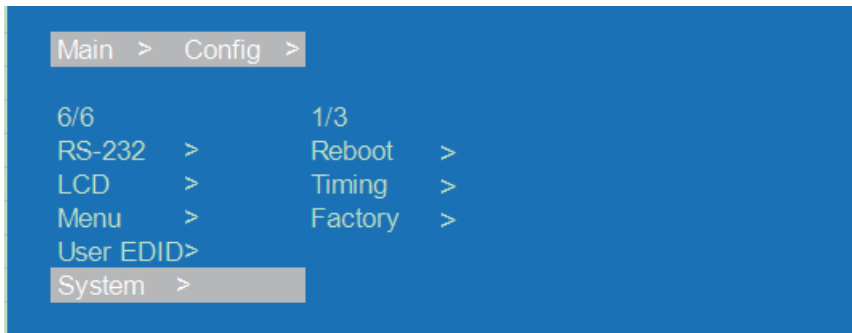 Main > Config >
6/6 1/3
RS-232 > Reboot >
LCD > Timing >
Menu > Factory >
User EDID>
System >